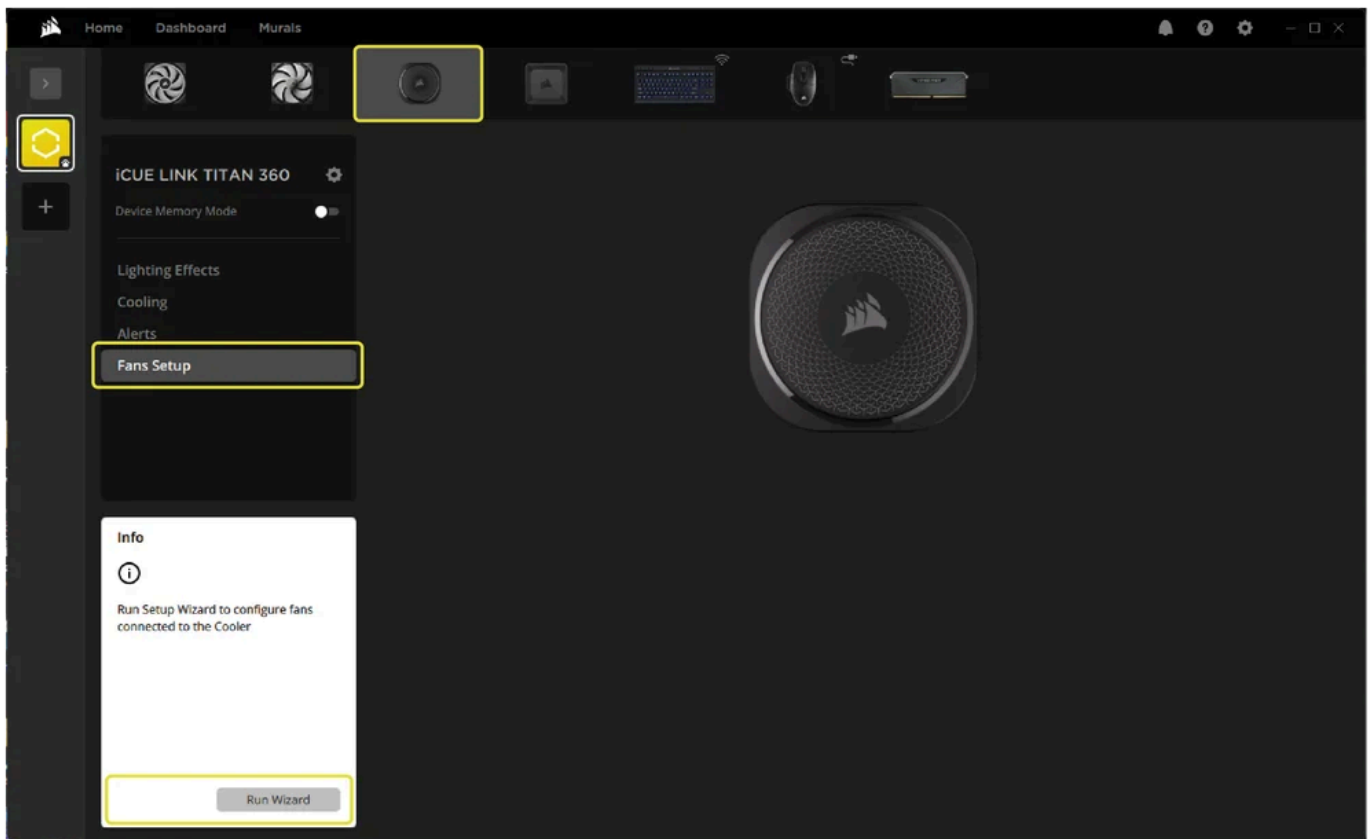 Home Dashboard Murals
iCUE LINK TITAN 360
Device Memory Mode
Lighting Effects
Cooling
Alerts
Fans Setup
Info
Run Setup Wizard to configure fans
connected to the Cooler
Run Wizard